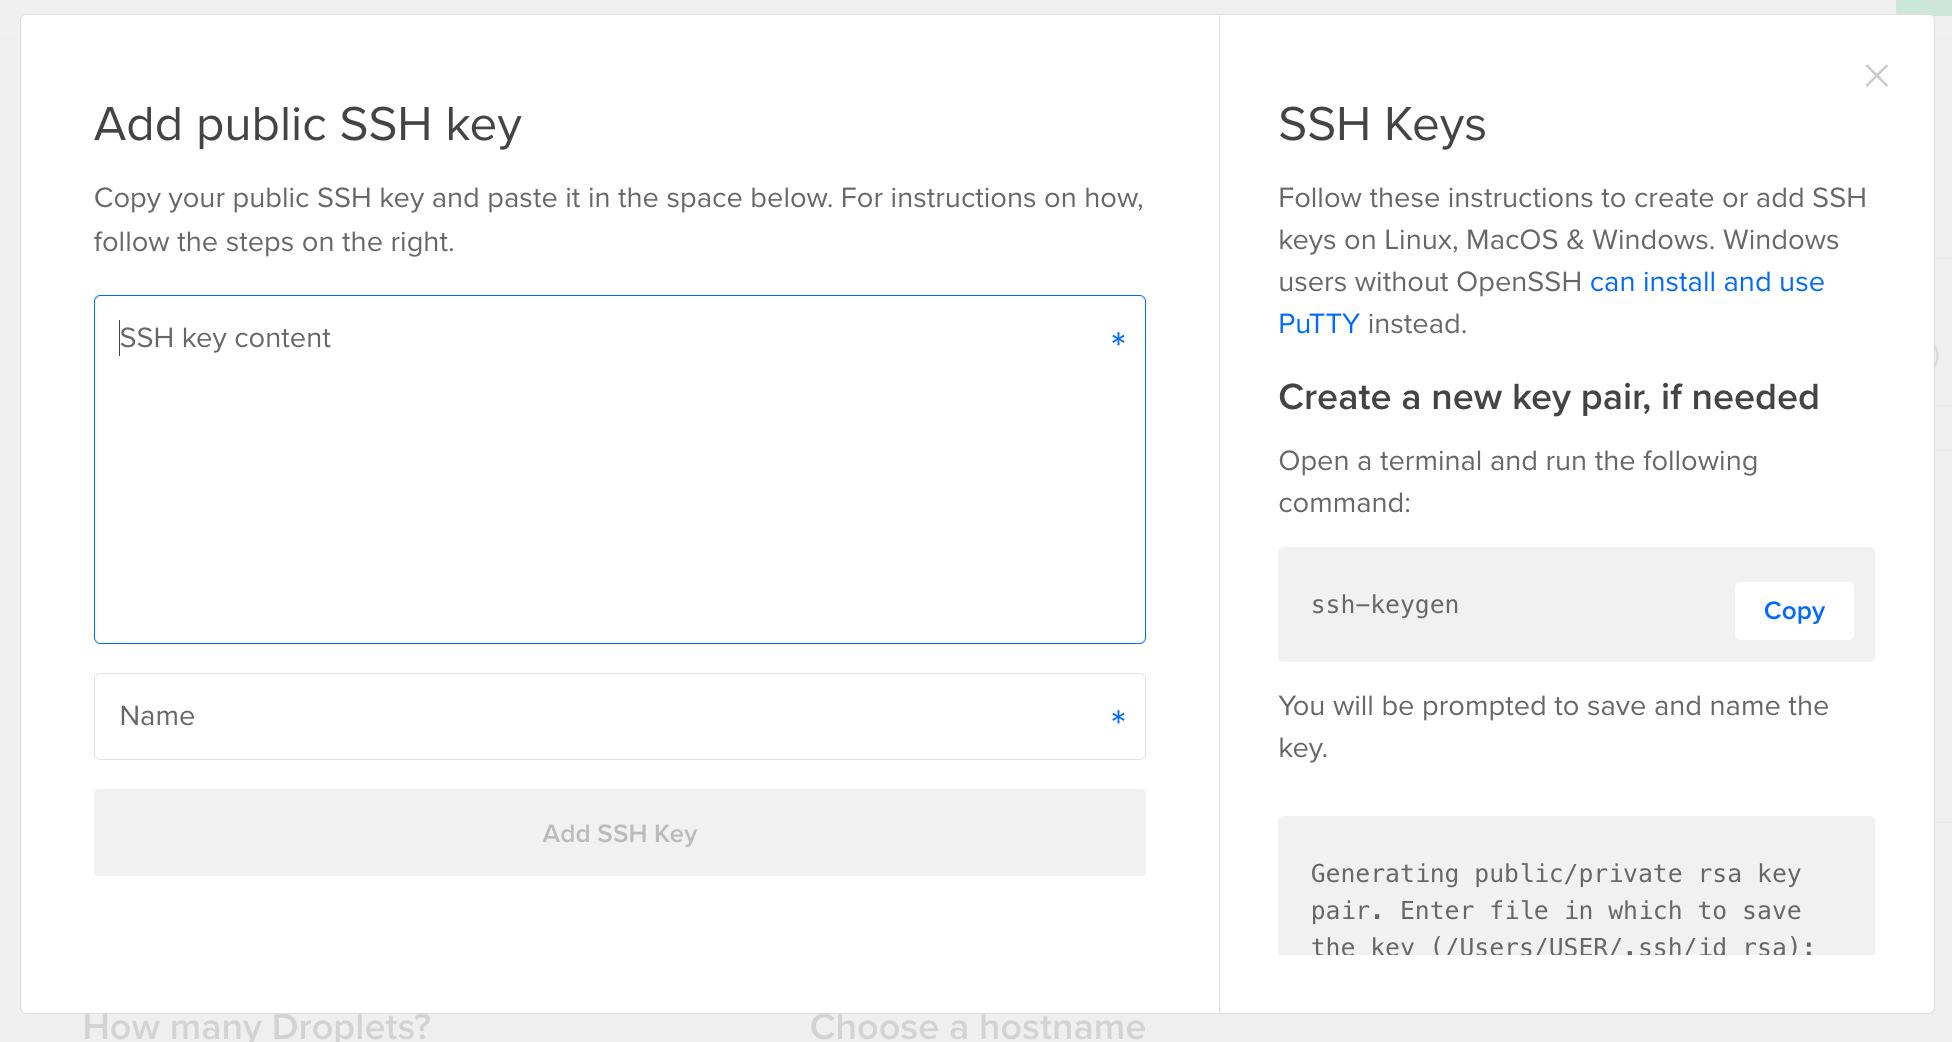 Add public SSH key
Copy your public SSH key and paste it in the space below. For instructions on how,
follow the steps on the right.
SSH key content *
Name *
Add SSH Key
SSH Keys
Follow these instructions to create or add SSH
keys on Linux, MacOS & Windows. Windows
users without OpenSSH can install and use
PuTTY instead.
Create a new key pair, if needed
Open a terminal and run the following
command:
ssh-keygen
Copy
You will be prompted to save and name the
key.
Generating public/private rsa key
pair. Enter file in which to save
the key (/Users/USER/.ssh/id_rsa):
How many Droplets?
Choose a hostname